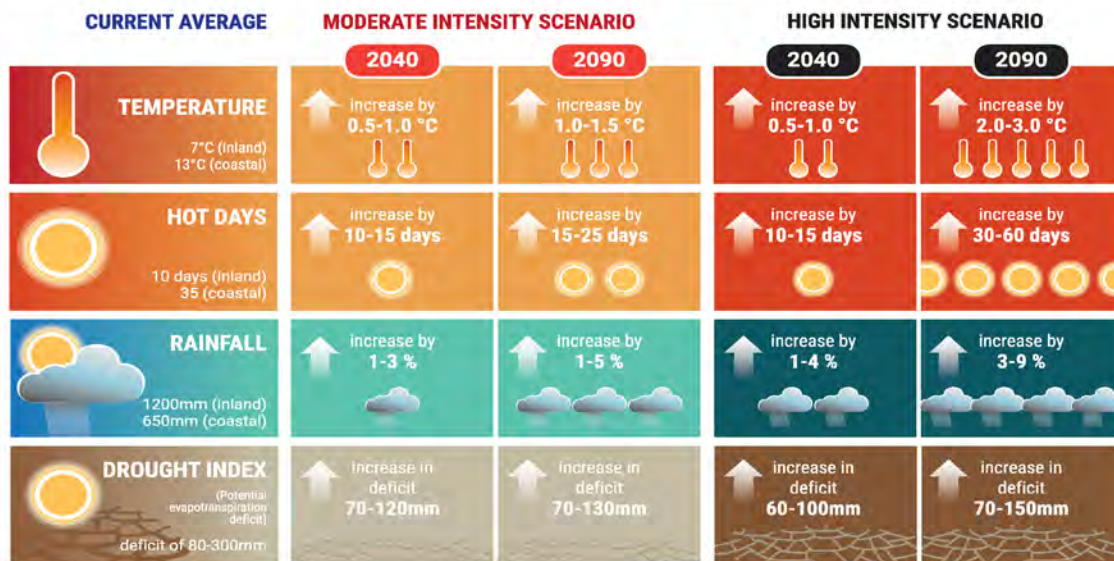 CURRENT AVERAGE
MODERATE INTENSITY SCENARIO
HIGH INTENSITY SCENARIO
2040
2090
2040
2090
TEMPERATURE
7°C (inland)
13°C (coastal)
increase by
0.5-1.0 °C
increase by
1.0-1.5 °C
increase by
0.5-1.0 °C
increase by
2.0-3.0 °C
HOT DAYS
10 days (inland)
35 (coastal)
increase by
10-15 days
increase by
15-25 days
increase by
10-15 days
increase by
30-60 days
RAINFALL
1200mm (inland)
650mm (coastal)
increase by
1-3 %
increase by
1-5 %
increase by
1-4 %
increase by
3-9 %
DROUGHT INDEX
(Potential
evapotranspiration
deficit)
deficit of 80-300mm
increase in
deficit
70-120mm
increase in
deficit
70-130mm
increase in
deficit
60-100mm
increase in
deficit
70-150mm